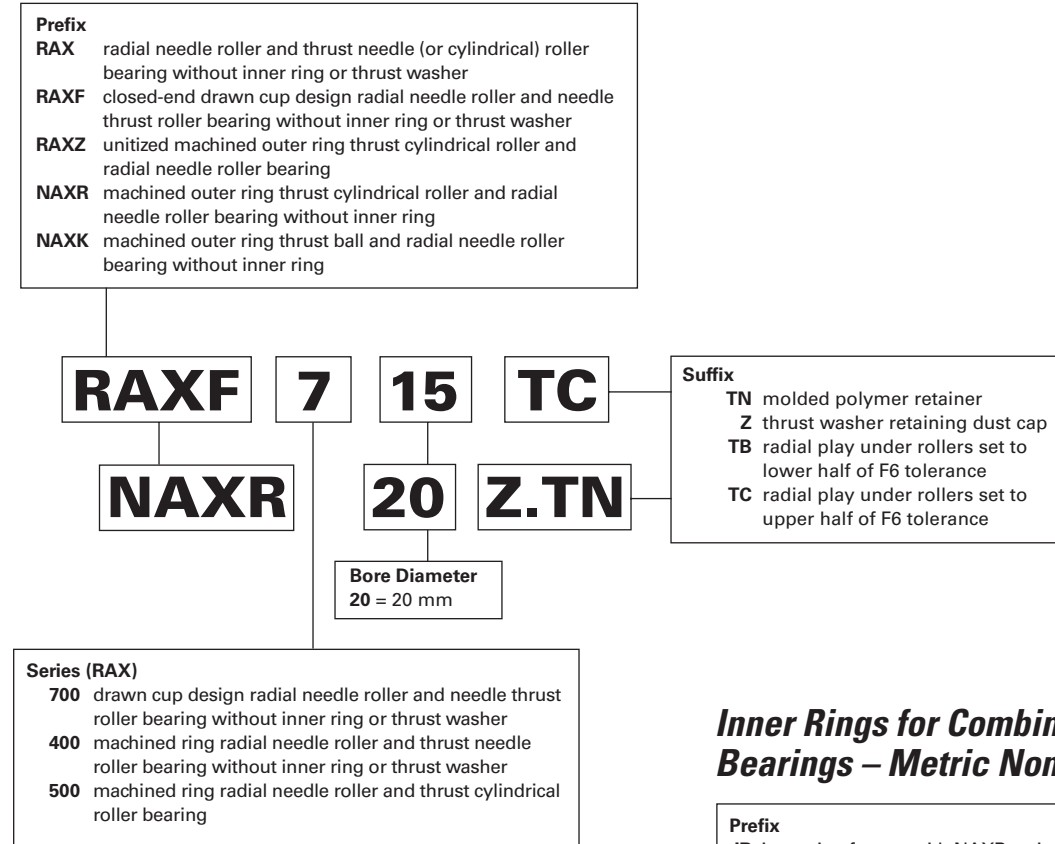 Prefix
RAX radial needle roller and thrust needle (or cylindrical) roller
bearing without inner ring or thrust washer
RAXF closed-end drawn cup design radial needle roller and needle
thrust roller bearing without inner ring or thrust washer
RAXZ unitized machined outer ring thrust cylindrical roller and
radial needle roller bearing
NAXR machined outer ring thrust cylindrical roller and radial
needle roller bearing without inner ring
NAXK machined outer ring thrust ball and radial needle roller
bearing without inner ring
RAXF 7 15 TC
NAXR 20 Z.TN
Suffix
TN molded polymer retainer
Z thrust washer retaining dust cap
TB radial play under rollers set to
lower half of F6 tolerance
TC radial play under rollers set to
upper half of F6 tolerance
Bore Diameter
20 = 20 mm
Series (RAX)
700 drawn cup design radial needle roller and needle thrust
roller bearing without inner ring or thrust washer
400 machined ring radial needle roller and thrust needle
roller bearing without inner ring or thrust washer
500 machined ring radial needle roller and thrust cylindrical
roller bearing
Inner Rings for Combin
Bearings – Metric Nom
Prefix